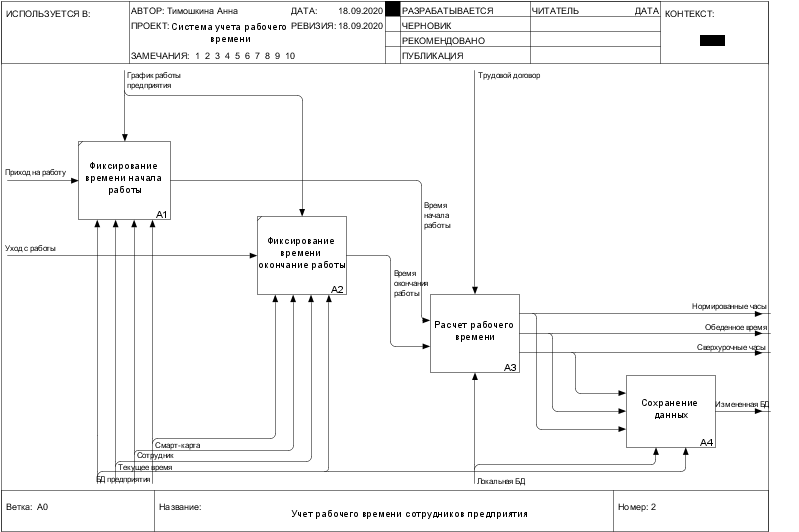 ИСПОЛЬЗУЕТСЯ В:
АВТОР: Тимошкина Анна
ДАТА: 18.09.2020
ПРОЕКТ: Система учета рабочего
времени
РЕВИЗИЯ: 18.09.2020
ЗАМЕЧАНИЯ: 1 2 3 4 5 6 7 8 9 10
РАЗРАБАТЫВАЕТСЯ
ЧЕРНОВИК
РЕКОМЕНДОВАНО
ПУБЛИКАЦИЯ
ЧИТАТЕЛЬ
ДАТА
КОНТЕКСТ:
График работы
предприятия
Трудовой договор
Приход на работу
Фиксирование
времени начала
работы
A1
Время
начала
работы
Уход с работы
Фиксирование
времени
окончание работы
A2
Время
окончания
работы
Расчет рабочего
времени
A3
Нормированные часы
Обеденное время
Сверхурочные часы
Сохранение
данных
A4
Измененная БД
Смарт-карта
Сотрудник
Текущее время
БД предприятия
Локальная БД
Ветка: A0
Название:
Учет рабочего времени сотрудников предприятия
Номер: 2